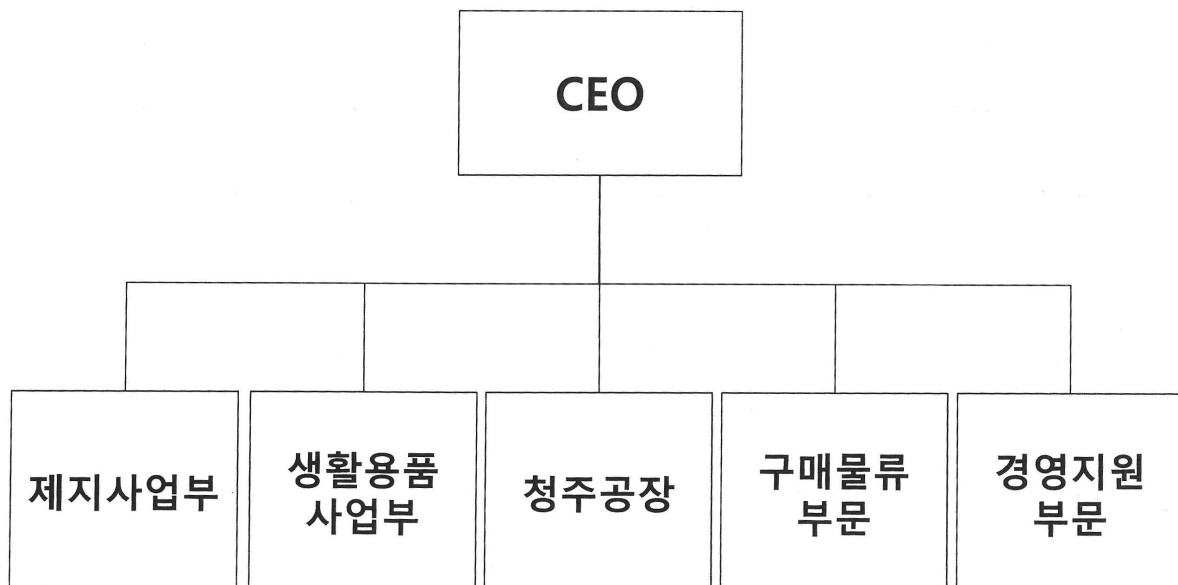 CEO
제지사업부
생활용품
사업부
청주공장
구매물류
부문
경영지원
부문